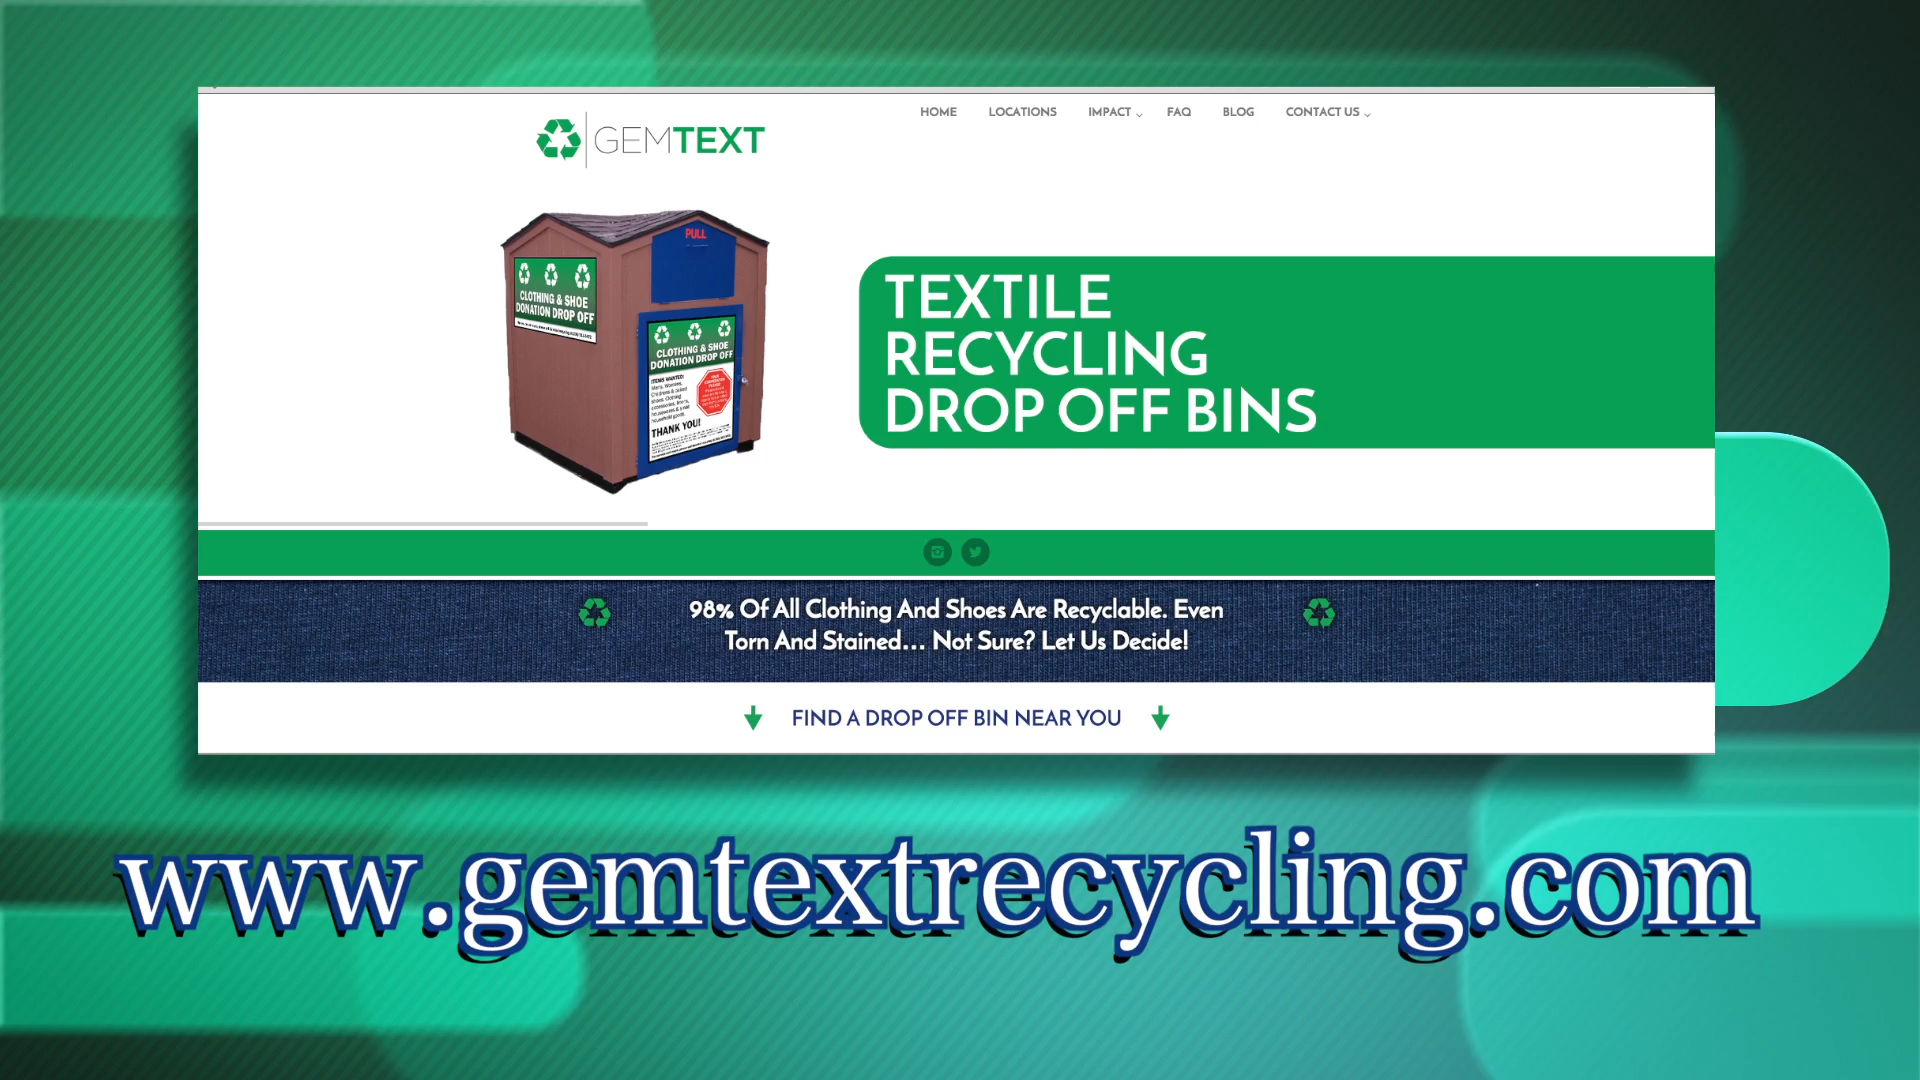 HOME LOCATIONS IMPACT FAQ BLOG CONTACT US
GEMTEXT
PULL
CLOTHING & SHOE
DONATION DROP OFF
CLOTHING & SHOE
DONATION DROP OFF
ITEMS WANTED:
THANK YOU!
TEXTILE
RECYCLING
DROP OFF BINS
98% Of All Clothing And Shoes Are Recyclable. Even
Torn And Stained... Not Sure? Let Us Decide!
FIND A DROP OFF BIN NEAR YOU
www.gemtextrecycling.com